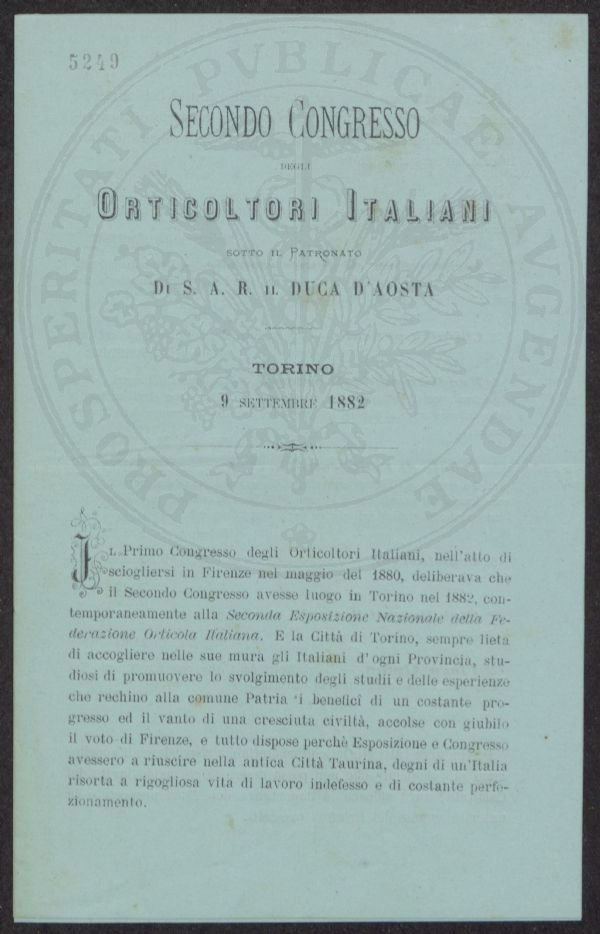 5249
PROSPERITATI PVBLICAE AVGENDAE
SECONDO CONGRESSO
DEGLI
ORTICOLTORI ITALIANI
SOTTO IL PATRONATO
DI S. A. R. IL DUCA D'AOSTA
TORINO
9 SETTEMBRE 1882
IL Primo Congresso degli Orticoltori Italiani, nell'atto di
sciogliersi in Firenze nel maggio del 1880, deliberava che
il Secondo Congresso avesse luogo in Torino nel 1882, con-
temporaneamente alla Seconda Esposizione Nazionale della Fe-
derazione Orticola Italiana. E la Città di Torino, sempre lieta
di accogliere nelle sue mura gli Italiani d'ogni Provincia, stu-
diosi di promuovere lo svolgimento degli studii e delle esperienze
che rechino alla comune Patria i benefici di un costante pro-
gresso ed il vanto di una cresciuta civiltà, accolse con giubilo
il voto di Firenze, e tutto dispose perchè Esposizione e Congresso
avessero a riuscire nella antica Città Taurina, degni di un'Italia
risorta a rigogliosa vita di lavoro indefesso e di costante perfe-
zionamento.